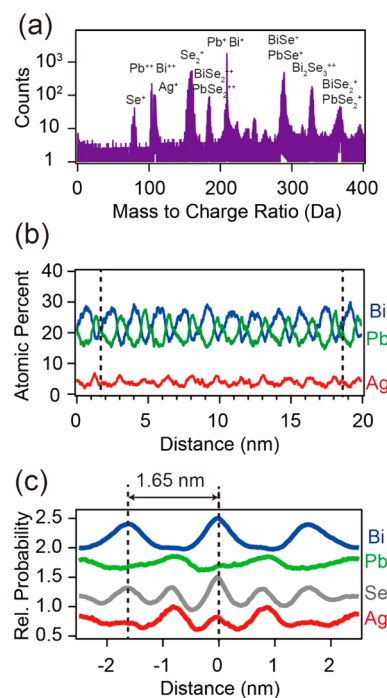 (a)
Se⁺
Pb⁺⁺ Bi⁺⁺
Ag⁺
Se₂⁺
BiSe₂⁺⁺
PbSe₂⁺⁺
Pb⁺ Bi⁺
BiSe⁺
PbSe⁺
Bi₂Se₃⁺⁺
BiSe₂⁺
PbSe₂⁺
Counts
10³
10²
10
1
0 100 200 300 400
Mass to Charge Ratio (Da)
(b)
Atomic Percent
40
30
20
10
0
Bi
Pb
Ag
0 5 10 15 20
Distance (nm)
(c)
1.65 nm
Rel. Probability
2.5
2.0
1.5
1.0
0.5
Bi
Pb
Se
Ag
-2 -1 0 1 2
Distance (nm)